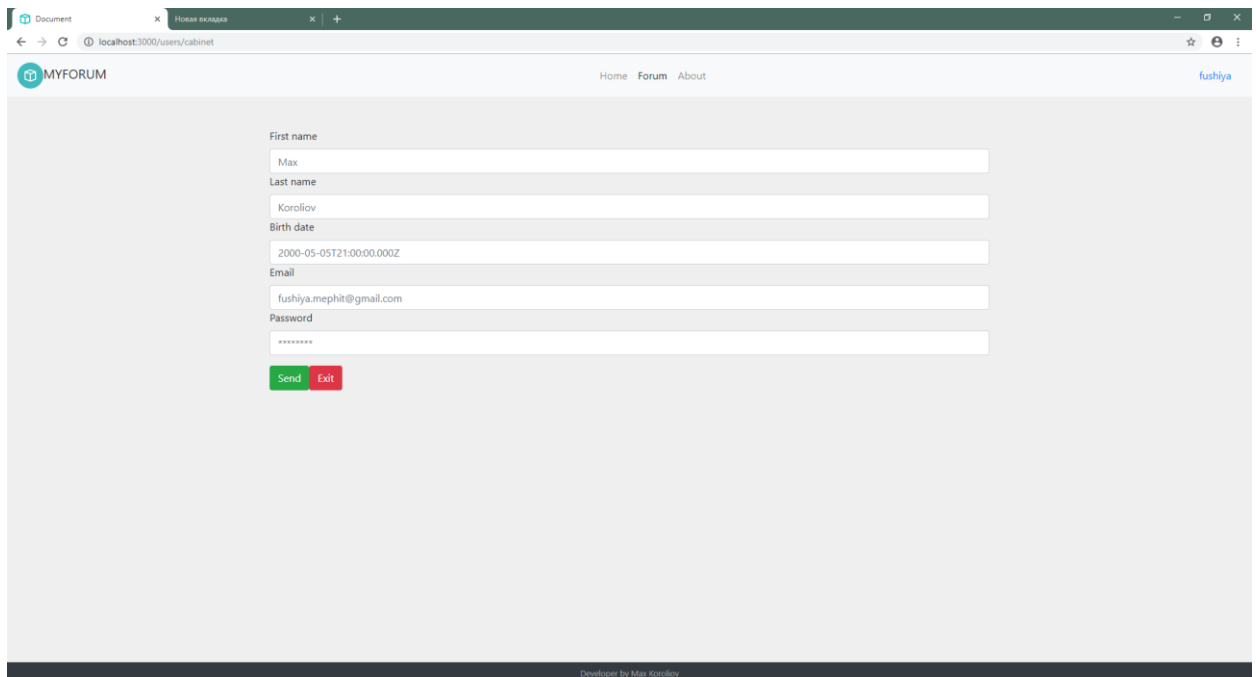 Document
Новая вкладка
localhost:3000/users/cabinet
MYFORUM Home Forum About fushiya
First name
Max
Last name
Koroliov
Birth date
2000-05-05T21:00:00.000Z
Email
fushiya.mephit@gmail.com
Password
********
Send Exit
Developer by Max Koroliov